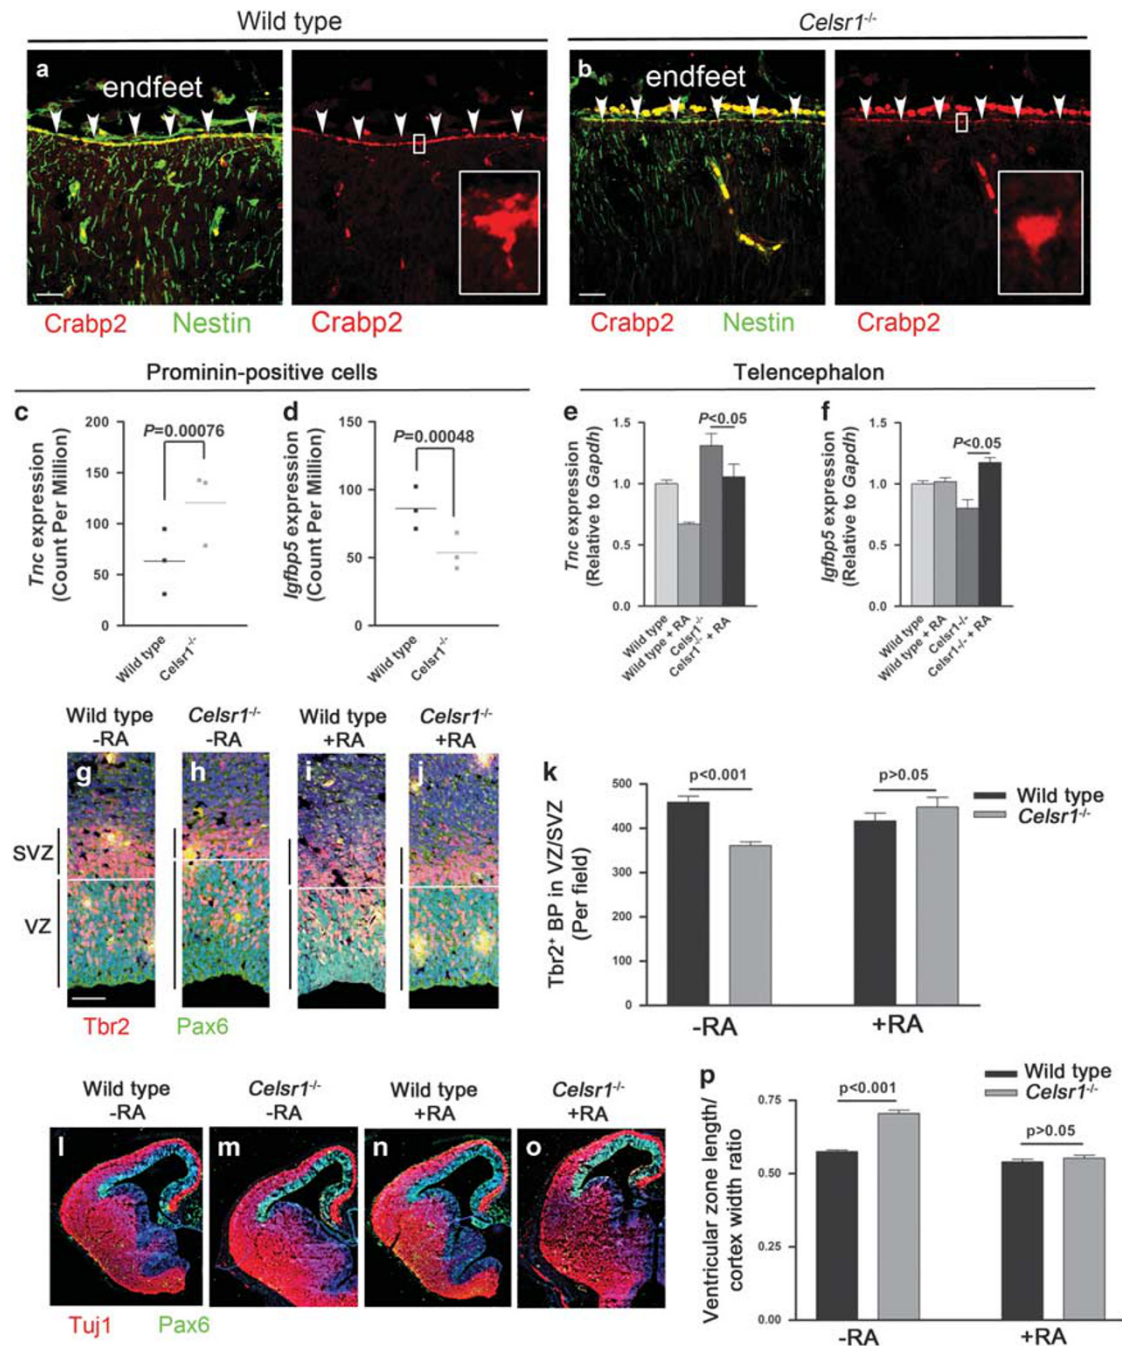 Wild type
Celsr1-/-
a
endfeet
b
endfeet
Crabp2 Nestin
Crabp2
Crabp2 Nestin
Crabp2
Prominin-positive cells
Telencephalon
c
Tnc expression
(Count Per Million)
200
150
100
50
0
P=0.00076
Wild type
Celsr1-/-
d
Igfbp5 expression
(Count Per Million)
150
100
50
0
P=0.00048
Wild type
Celsr1-/-
e
Tnc expression
(Relative to Gapdh)
1.5
1.0
0.5
0.0
P<0.05
Wild type
Wild type + RA
Celsr1-/-
Celsr1-/- + RA
f
Igfbp5 expression
(Relative to Gapdh)
1.5
1.0
0.5
0.0
P<0.05
Wild type
Wild type + RA
Celsr1-/-
Celsr1-/- + RA
Wild type
-RA
Celsr1-/-
-RA
Wild type
+RA
Celsr1-/-
+RA
g
h
i
j
SVZ
VZ
Tbr2
Pax6
k
Tbr2+ BP in VZ/SVZ
(Per field)
500
400
300
200
100
0
p<0.001
p>0.05
Wild type
Celsr1-/-
-RA
+RA
Wild type
-RA
Celsr1-/-
-RA
Wild type
+RA
Celsr1-/-
+RA
l
m
n
o
Tuj1
Pax6
p
Ventricular zone length/
cortex width ratio
0.75
0.50
0.25
0.00
p<0.001
p>0.05
Wild type
Celsr1-/-
-RA
+RA